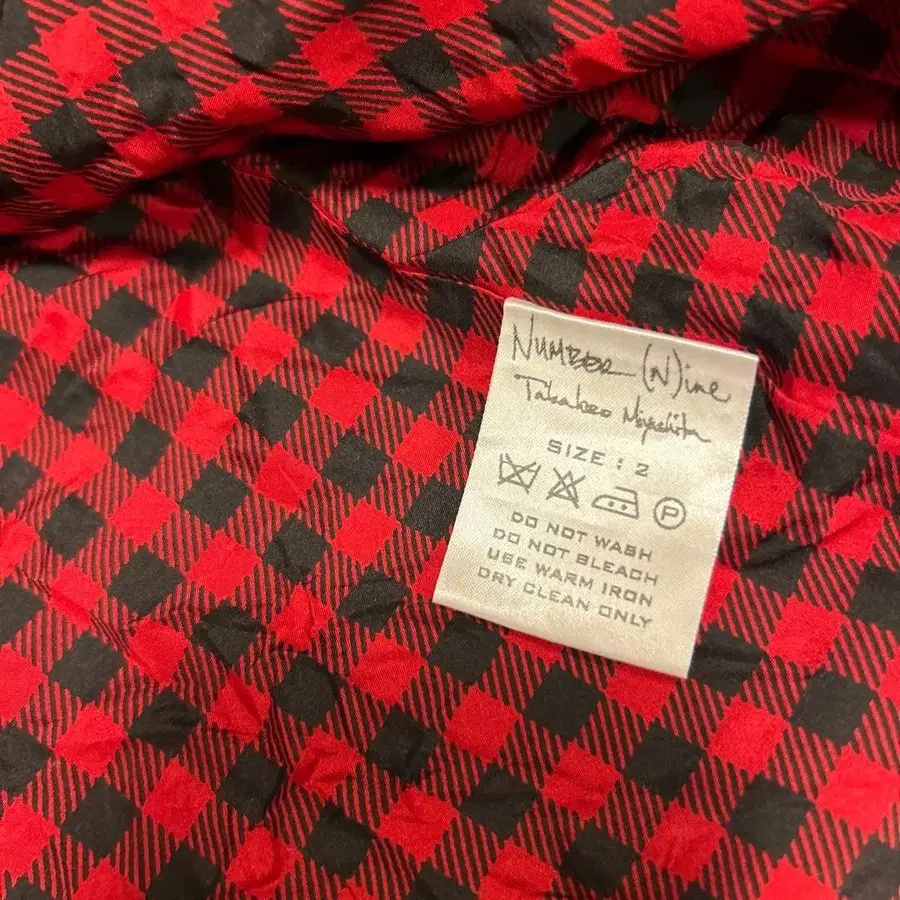 NUMBER (N)ine
Takahiro Miyashita
SIZE : 2
P
DO NOT WASH
DO NOT BLEACH
USE WARM IRON
DRY CLEAN ONLY